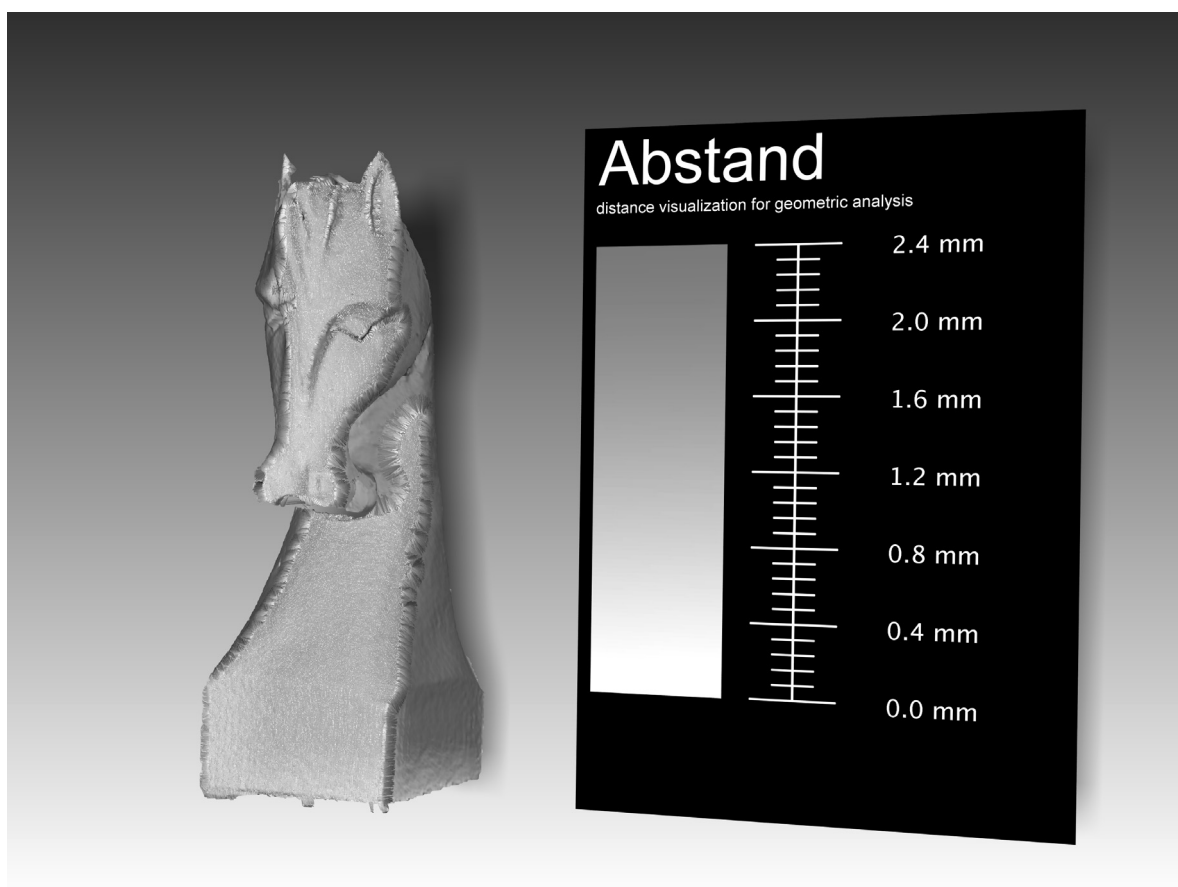 Abstand
distance visualization for geometric analysis
2.4 mm
2.0 mm
1.6 mm
1.2 mm
0.8 mm
0.4 mm
0.0 mm